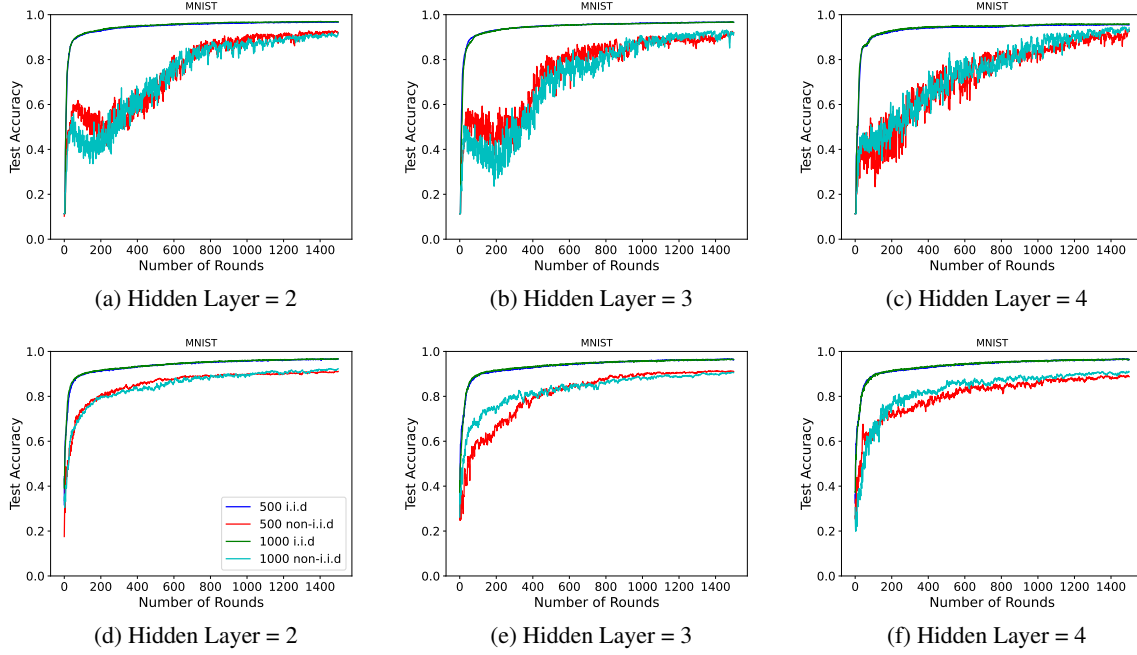 MNIST
1.0
0.8
0.6
0.4
0.2
0.0
Test Accuracy
0 200 400 600 800 1000 1200 1400
Number of Rounds
(a) Hidden Layer = 2
MNIST
1.0
0.8
0.6
0.4
0.2
0.0
Test Accuracy
0 200 400 600 800 1000 1200 1400
Number of Rounds
(b) Hidden Layer = 3
MNIST
1.0
0.8
0.6
0.4
0.2
0.0
Test Accuracy
0 200 400 600 800 1000 1200 1400
Number of Rounds
(c) Hidden Layer = 4
MNIST
1.0
0.8
0.6
0.4
0.2
0.0
Test Accuracy
500 i.i.d
500 non-i.i.d
1000 i.i.d
1000 non-i.i.d
0 200 400 600 800 1000 1200 1400
Number of Rounds
(d) Hidden Layer = 2
MNIST
1.0
0.8
0.6
0.4
0.2
0.0
Test Accuracy
0 200 400 600 800 1000 1200 1400
Number of Rounds
(e) Hidden Layer = 3
MNIST
1.0
0.8
0.6
0.4
0.2
0.0
Test Accuracy
0 200 400 600 800 1000 1200 1400
Number of Rounds
(f) Hidden Layer = 4